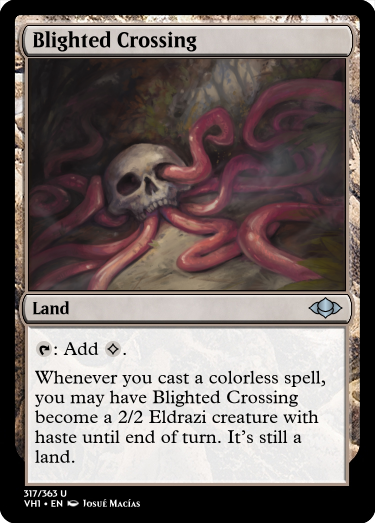 Blighted Crossing
Land
: Add .
Whenever you cast a colorless spell,
you may have Blighted Crossing
become a 2/2 Eldrazi creature with
haste until end of turn. It's still a
land.
317/363 U
VH1 • EN Josué Macías